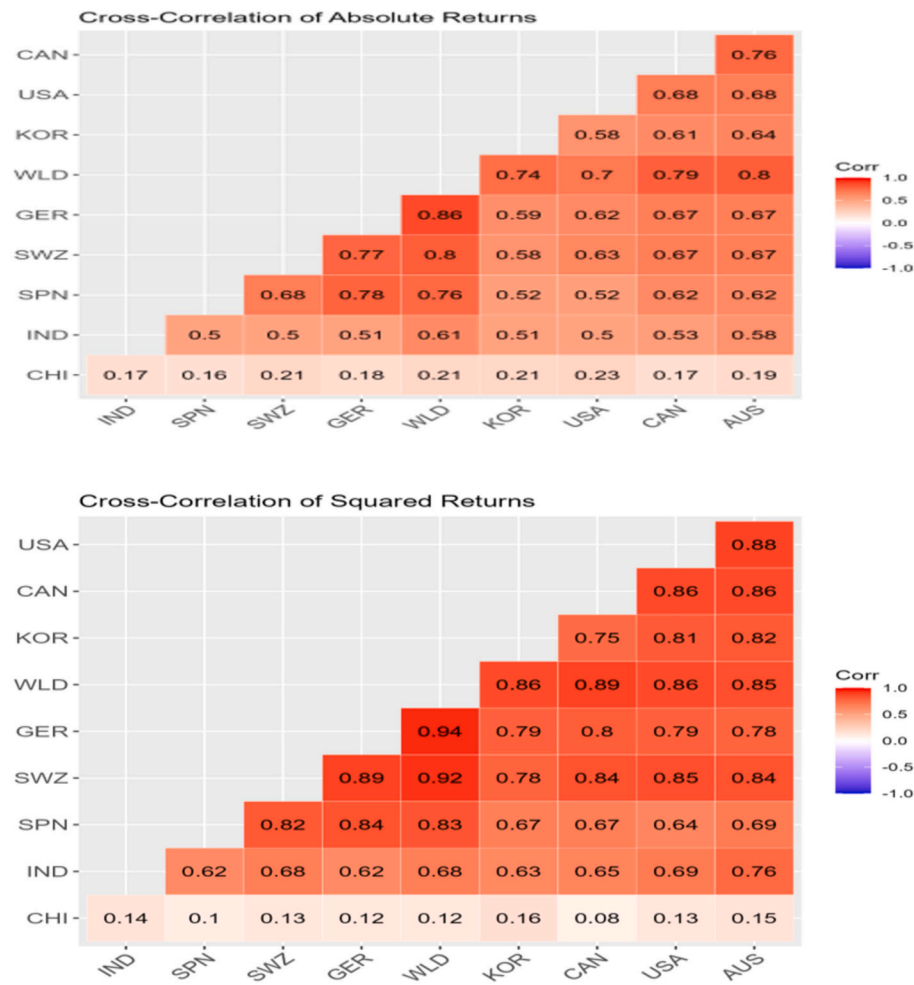 Cross-Correlation of Absolute Returns
CAN 0.76
USA 0.68 0.68
KOR 0.58 0.61 0.64
WLD 0.74 0.7 0.79 0.8
GER 0.86 0.59 0.62 0.67 0.67
SWZ 0.77 0.8 0.58 0.63 0.67 0.67
SPN 0.68 0.78 0.76 0.52 0.52 0.62 0.62
IND 0.5 0.5 0.51 0.61 0.51 0.5 0.53 0.58
CHI 0.17 0.16 0.21 0.18 0.21 0.21 0.23 0.17 0.19
IND SPN SWZ GER WLD KOR USA CAN AUS
Corr
1.0
0.5
0.0
-0.5
-1.0
Cross-Correlation of Squared Returns
USA 0.88
CAN 0.86 0.86
KOR 0.75 0.81 0.82
WLD 0.86 0.89 0.86 0.85
GER 0.94 0.79 0.8 0.79 0.78
SWZ 0.89 0.92 0.78 0.84 0.85 0.84
SPN 0.82 0.84 0.83 0.67 0.67 0.64 0.69
IND 0.62 0.68 0.62 0.68 0.63 0.65 0.69 0.76
CHI 0.14 0.1 0.13 0.12 0.12 0.16 0.08 0.13 0.15
IND SPN SWZ GER WLD KOR CAN USA AUS
Corr
1.0
0.5
0.0
-0.5
-1.0